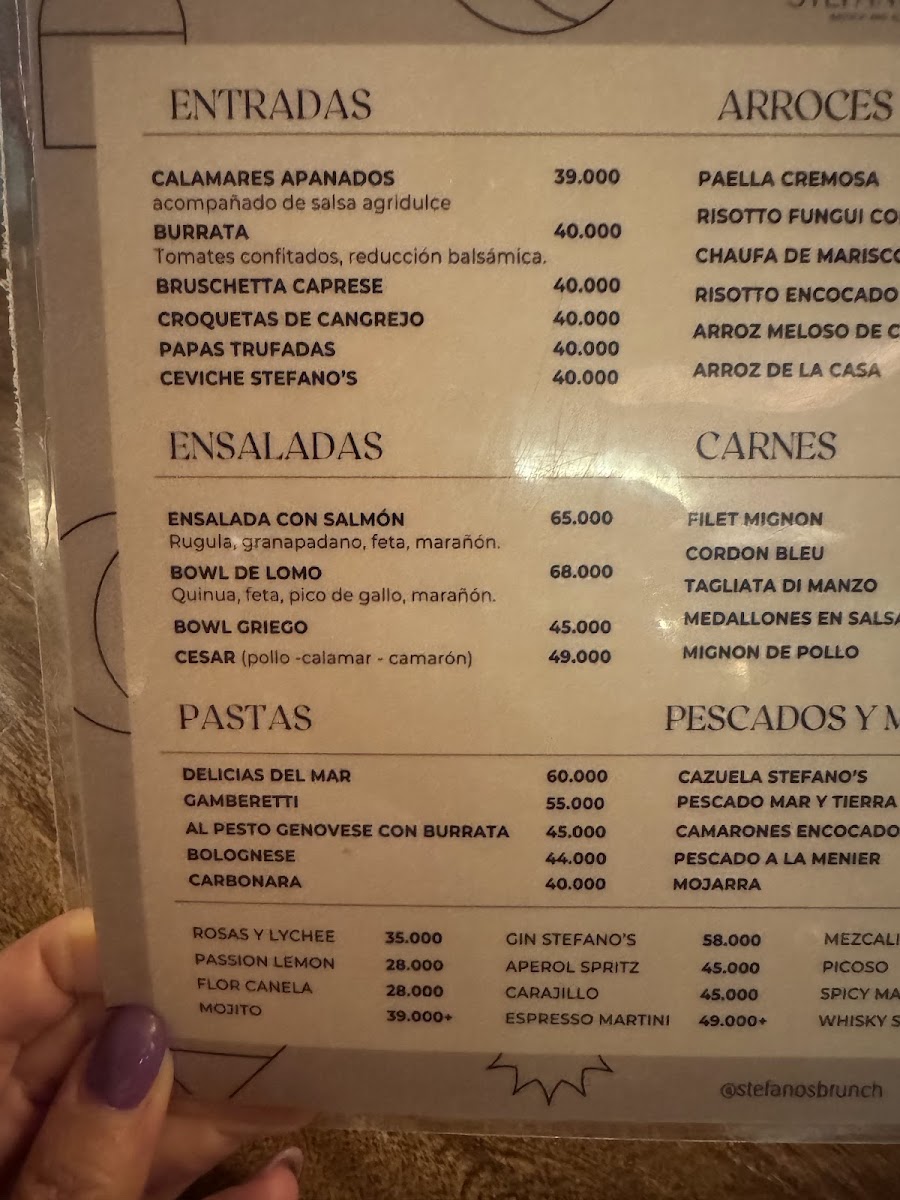 ENTRADAS
CALAMARES APANADOS 39.000
acompañado de salsa agridulce
BURRATA 40.000
Tomates confitados, reducción balsámica.
BRUSCHETTA CAPRESE 40.000
CROQUETAS DE CANGREJO 40.000
PAPAS TRUFADAS 40.000
CEVICHE STEFANO'S 40.000
ARROCES
PAELLA CREMOSA
RISOTTO FUNGUI CO
CHAUFA DE MARISCO
RISOTTO ENCOCADO
ARROZ MELOSO DE C
ARROZ DE LA CASA
ENSALADAS
ENSALADA CON SALMÓN 65.000
Rugula, granapadano, feta, marañón.
BOWL DE LOMO 68.000
Quinua, feta, pico de gallo, marañón.
BOWL GRIEGO 45.000
CESAR (pollo -calamar - camarón) 49.000
CARNES
FILET MIGNON
CORDON BLEU
TAGLIATA DI MANZO
MEDALLONES EN SALSA
MIGNON DE POLLO
PASTAS
DELICIAS DEL MAR 60.000
GAMBERETTI 55.000
AL PESTO GENOVESE CON BURRATA 45.000
BOLOGNESE 44.000
CARBONARA 40.000
PESCADOS Y M
CAZUELA STEFANO'S
PESCADO MAR Y TIERRA
CAMARONES ENCOCADO
PESCADO A LA MENIER
MOJARRA
ROSAS Y LYCHEE 35.000 GIN STEFANO'S 58.000 MEZCALI
PASSION LEMON 28.000 APEROL SPRITZ 45.000 PICOSO
FLOR CANELA 28.000 CARAJILLO 45.000 SPICY MA
MOJITO 39.000+ ESPRESSO MARTINI 49.000+ WHISKY S
@stefanosbrunch